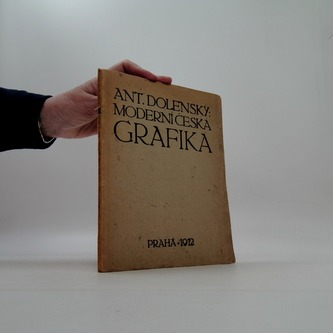 ANT. DOLENSKÝ:
MODERNÍ ČESKÁ
GRAFIKA
PRAHA • 1912